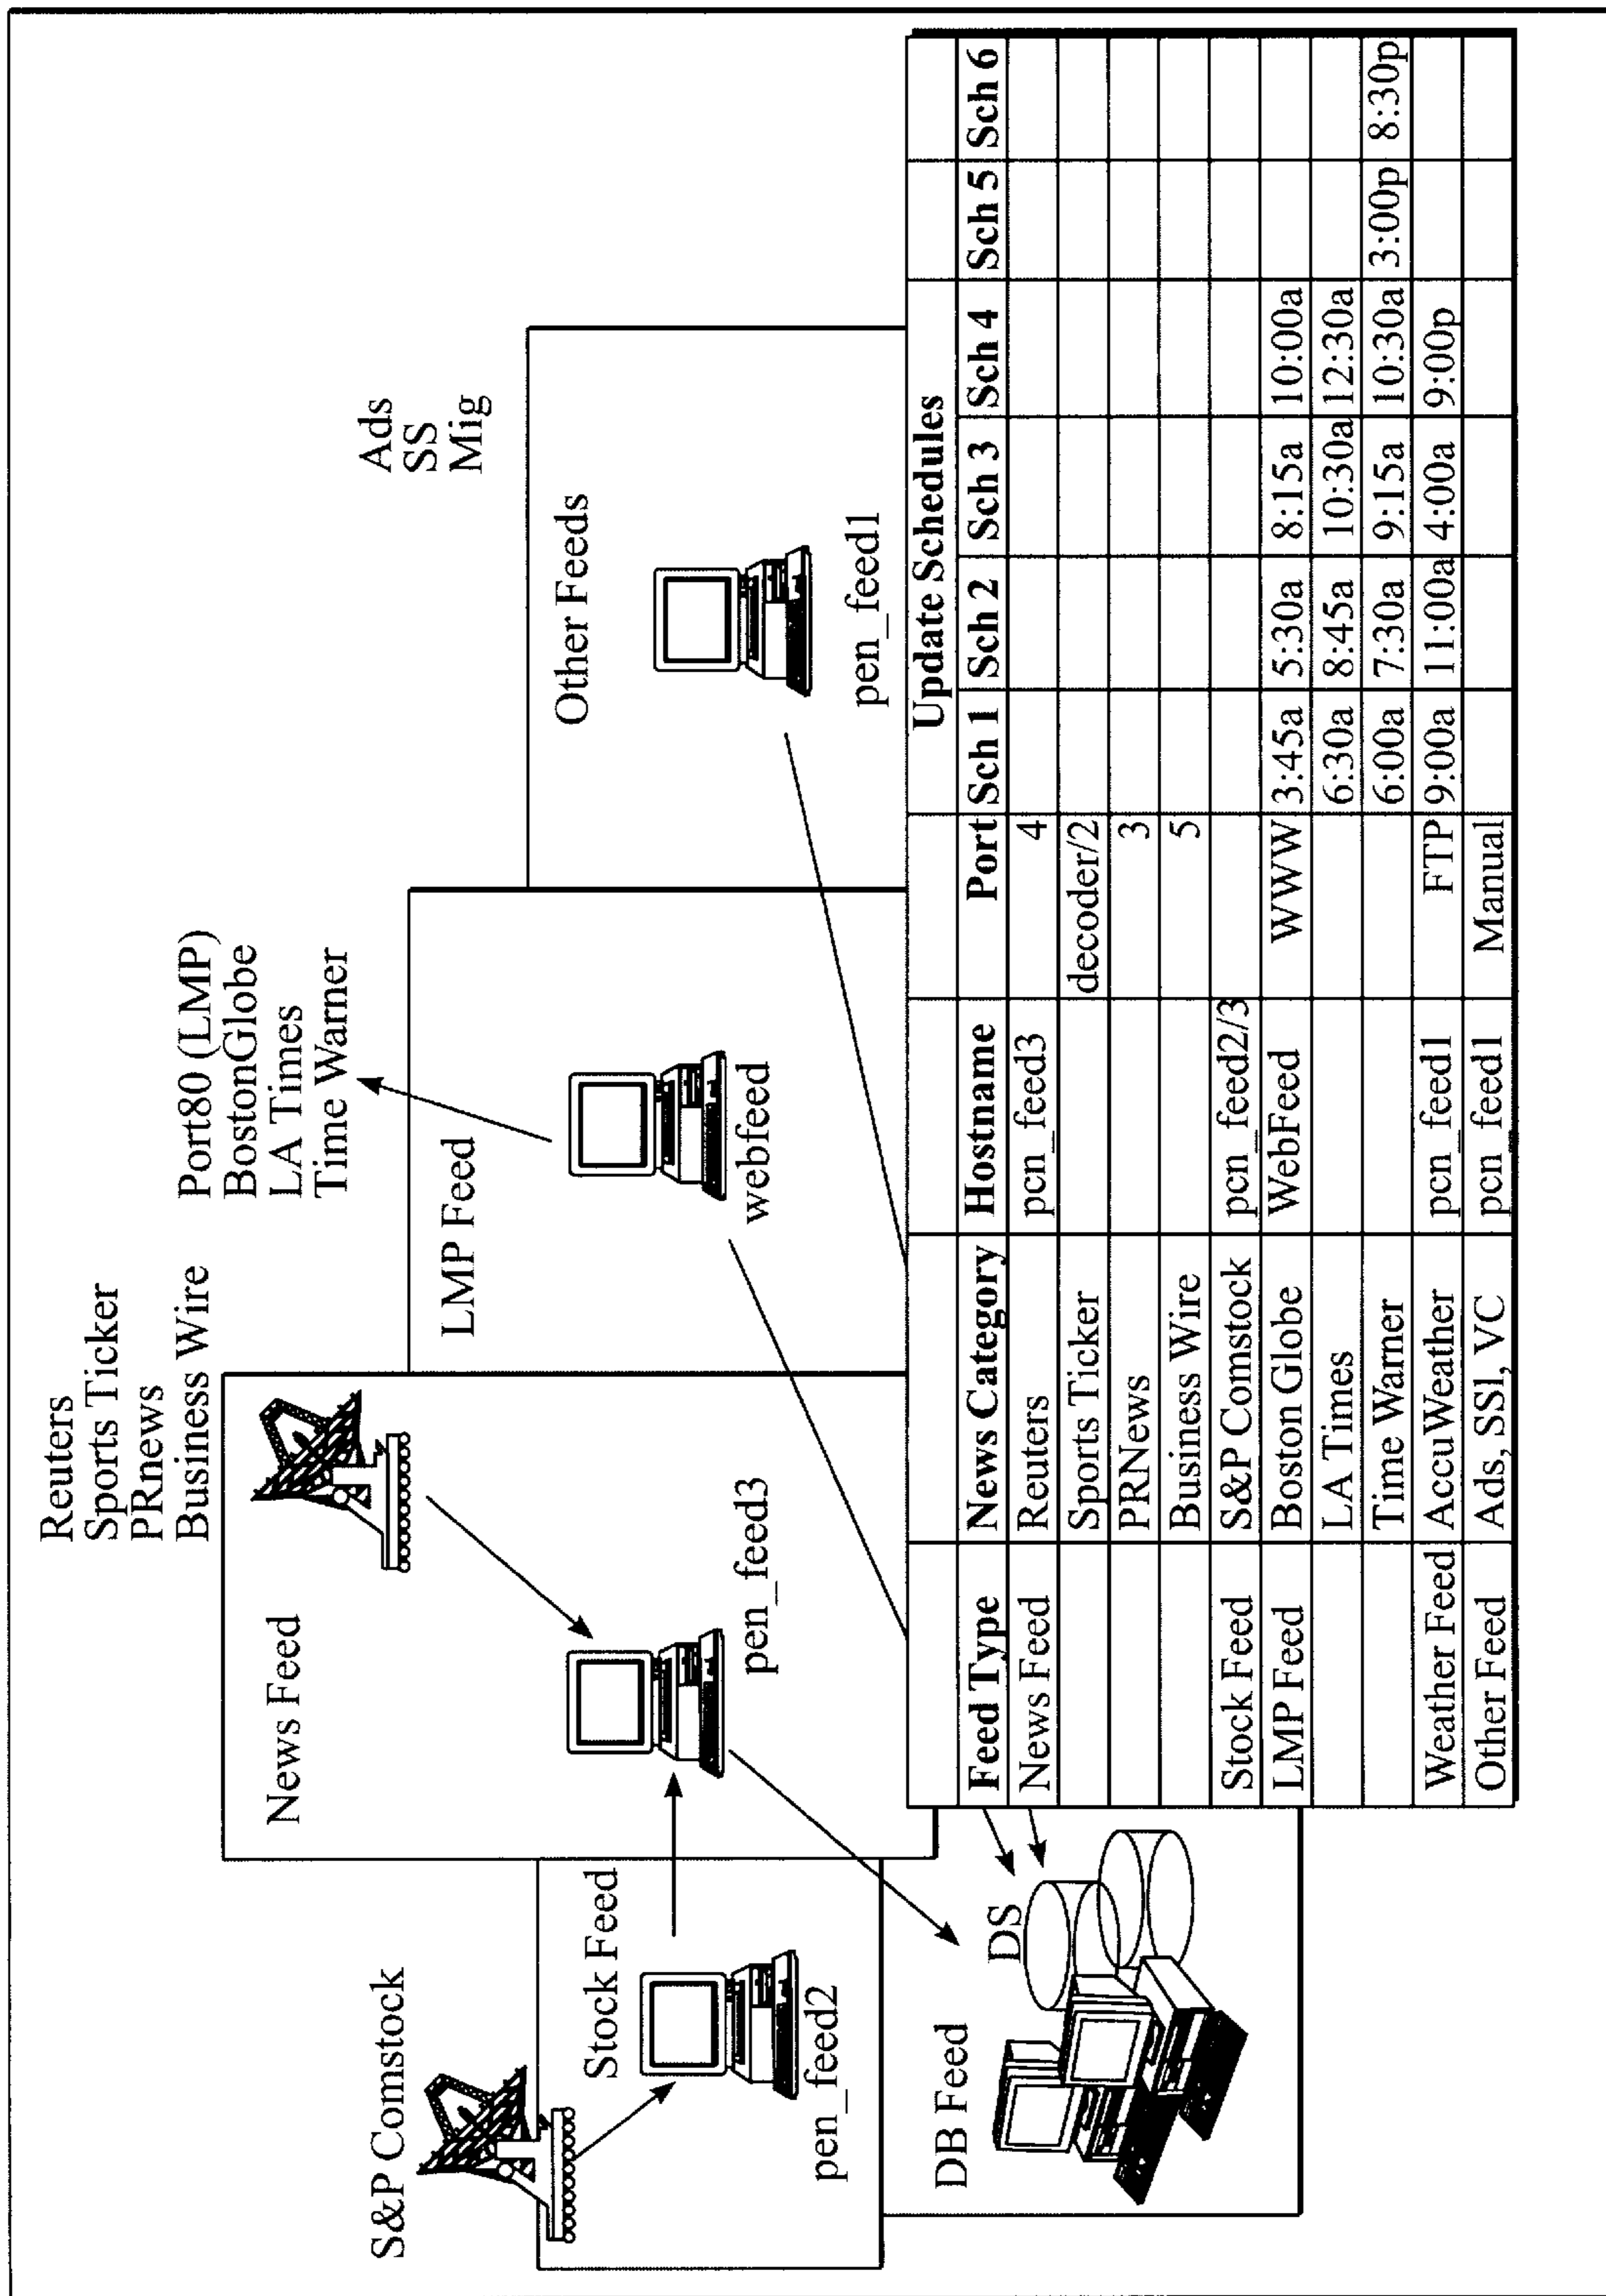 Reuters
Sports Ticker
PRnews
Business Wire
Port80 (LMP)
BostonGlobe
LA Times
Time Warner
Ads
SS
Mig
S&P Comstock
News Feed
LMP Feed
Other Feeds
Stock Feed
pen_feed2
pen_feed3
webfeed
pen_feed1
DB Feed
DS
Update Schedules
Feed Type News Category Hostname Port Sch 1 Sch 2 Sch 3 Sch 4 Sch 5 Sch 6
News Feed Reuters pcn_feed3 4
Sports Ticker decoder/2
PRNews 3
Business Wire 5
Stock Feed S&P Comstock pcn_feed2/3
LMP Feed Boston Globe WebFeed WWW 3:45a 5:30a 8:15a 10:00a
LA Times 6:30a 8:45a 10:30a 12:30a
Time Warner 6:00a 7:30a 9:15a 10:30a 3:00p 8:30p
Weather Feed AccuWeather pcn_feed1 FTP 9:00a 11:00a 4:00a 9:00p
Other Feed Ads, SSI, VC pcn_feed1 Manual